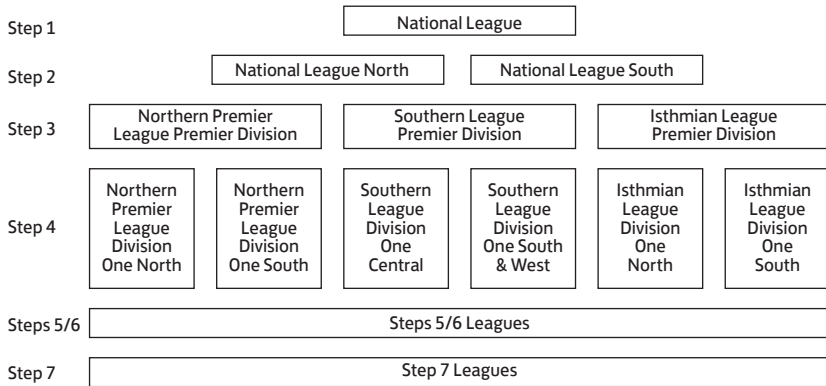 Step 1
National League
Step 2
National League North
National League South
Step 3
Northern Premier
League Premier Division
Southern League
Premier Division
Isthmian League
Premier Division
Step 4
Northern
Premier
League
Division
One North
Northern
Premier
League
Division
One South
Southern
League
Division
One
Central
Southern
League
Division
One South
& West
Isthmian
League
Division
One
North
Isthmian
League
Division
One
South
Steps 5/6
Steps 5/6 Leagues
Step 7
Step 7 Leagues